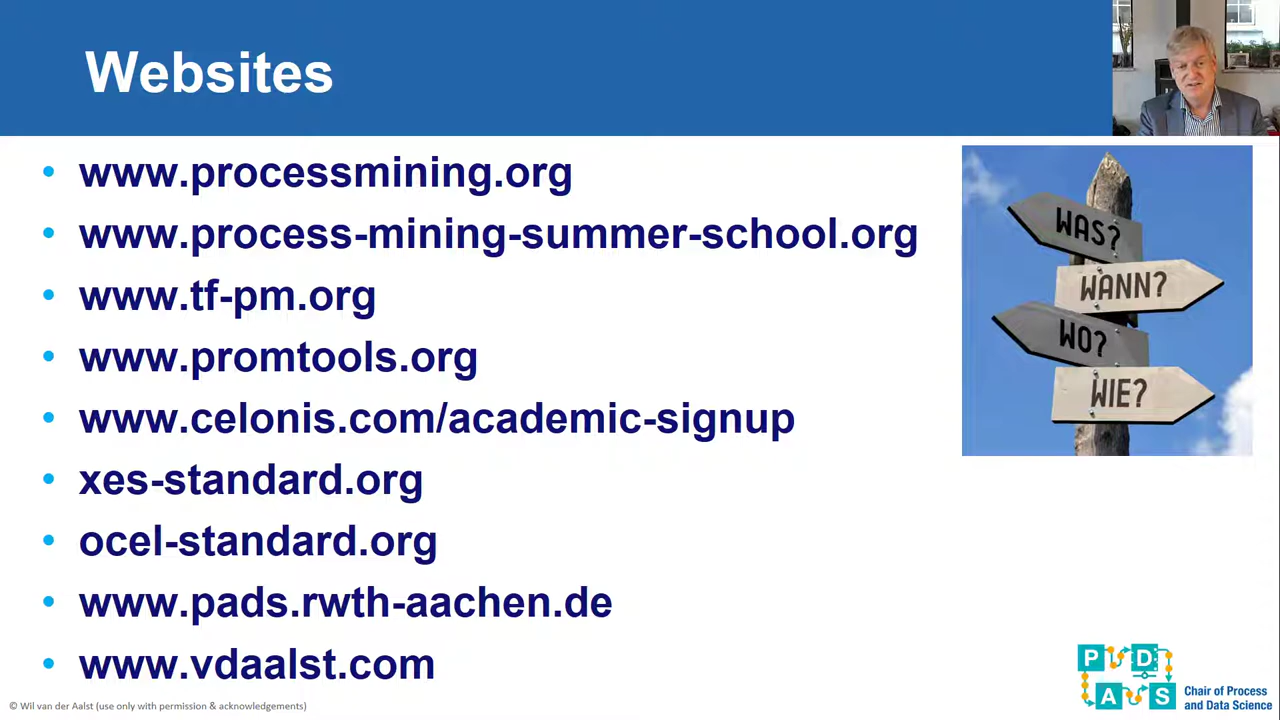 Websites
• www.processmining.org
• www.process-mining-summer-school.org
• www.tf-pm.org
• www.promtools.org
• www.celonis.com/academic-signup
• xes-standard.org
• ocel-standard.org
• www.pads.rwth-aachen.de
• www.vdaalst.com
WAS?
WANN?
WO?
WIE?
P D
A S
Chair of Process
and Data Science
© Wil van der Aalst (use only with permission & acknowledgements)